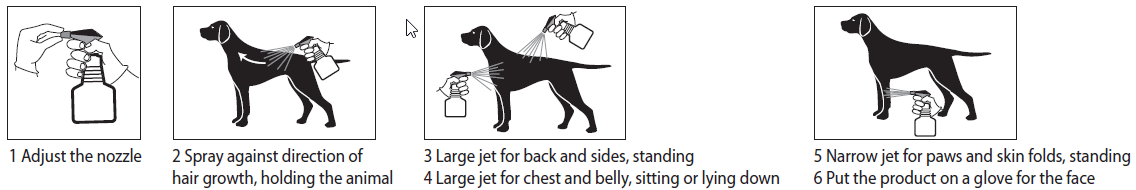 1 Adjust the nozzle
2 Spray against direction of
hair growth, holding the animal
3 Large jet for back and sides, standing
4 Large jet for chest and belly, sitting or lying down
5 Narrow jet for paws and skin folds, standing
6 Put the product on a glove for the face